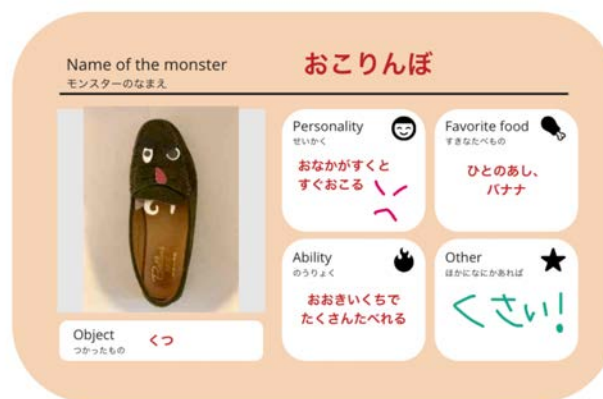 Name of the monster
モンスターのなまえ
おこりんぼ
Personality
せいかく
おなかがすくと
すぐおこる
Favorite food
すきなたべもの
ひとのあし、
バナナ
Ability
のうりょく
おおきいくちで
たくさんたべれる
Other
ほかになにかあれば
くさい!
Object
つかったもの
くつ